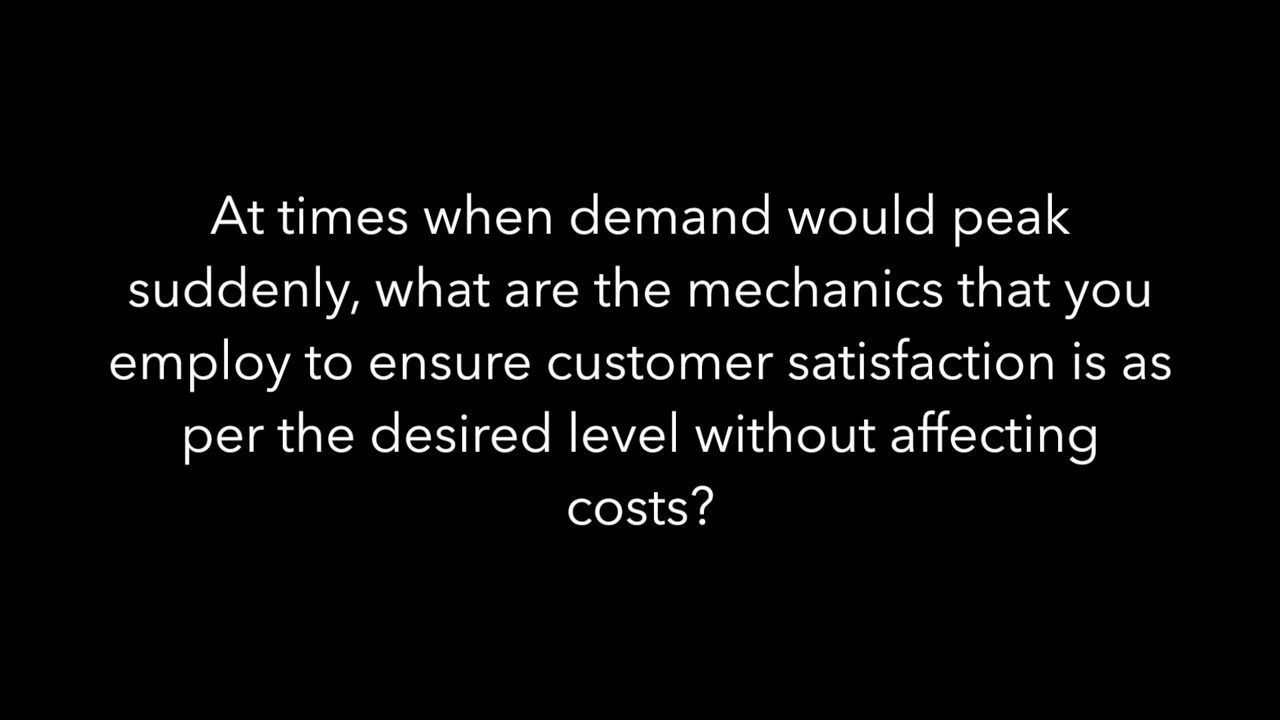 At times when demand would peak
suddenly, what are the mechanics that you
employ to ensure customer satisfaction is as
per the desired level without affecting
costs?